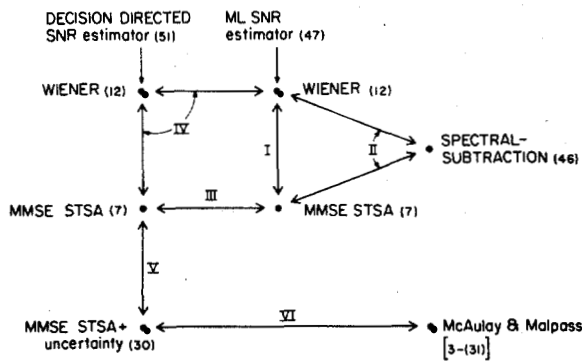 DECISION DIRECTED
SNR estimator (51)
ML SNR
estimator (47)
WIENER (12)
WIENER (12)
IV
I
II
SPECTRAL-
SUBTRACTION (46)
III
MMSE STSA (7)
MMSE STSA (7)
V
VI
MMSE STSA+
uncertainty (30)
McAulay & Malpass
[3-(31)]